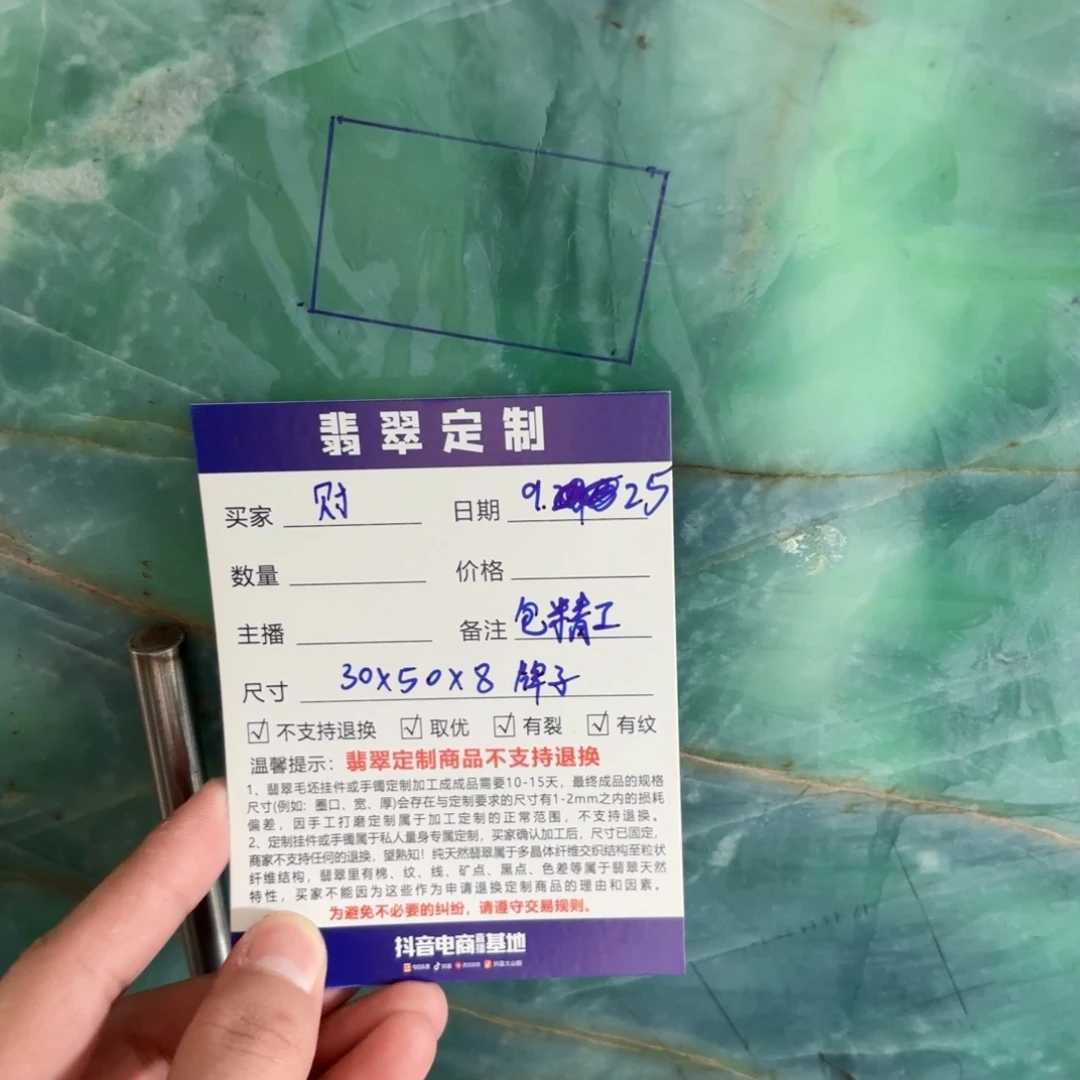 翡翠定制
买家 财 日期 9. 25
数量 价格
主播 备注 包精工
尺寸 30x50x8 牌子
不支持退换 取优 有裂 有纹
温馨提示：翡翠定制商品不支持退换
1、翡翠毛坯挂件或手镯定制加工成成品需要10-15天，最终成品的规格
尺寸(例如：圈口、宽、厚)会存在与定制要求的尺寸有1-2mm之内的损耗
偏差，因手工打磨定制属于加工定制的正常范围，不支持退换。
2、定制挂件或手镯属于私人量身专属定制，买家确认加工后，尺寸已固定，
商家不支持任何的退换，望熟知！纯天然翡翠属于多晶体纤维交织结构至粒状
纤维结构，翡翠里有棉、纹、线、矿点、黑点、色差等属于翡翠天然
特性，买家不能因为这些作为申请退换定制商品的理由和因素。
为避免不必要的纠纷，请遵守交易规则。
抖音电商直播基地